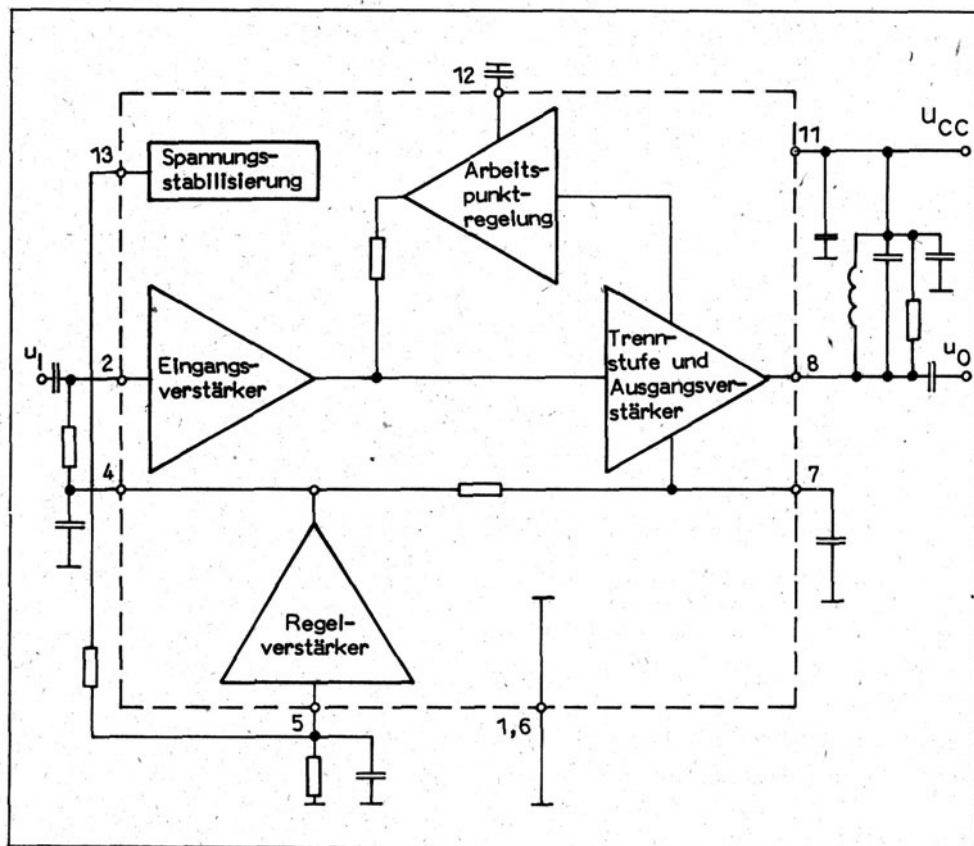 12
11
U_CC
13
Spannungs-
stabilisierung
Arbeits-
punkt-
regelung
u_I
2
Eingangs-
verstärker
Trenn-
stufe und
Ausgangsver-
stärker
8
u_O
4
7
Regel-
verstärker
5
1,6